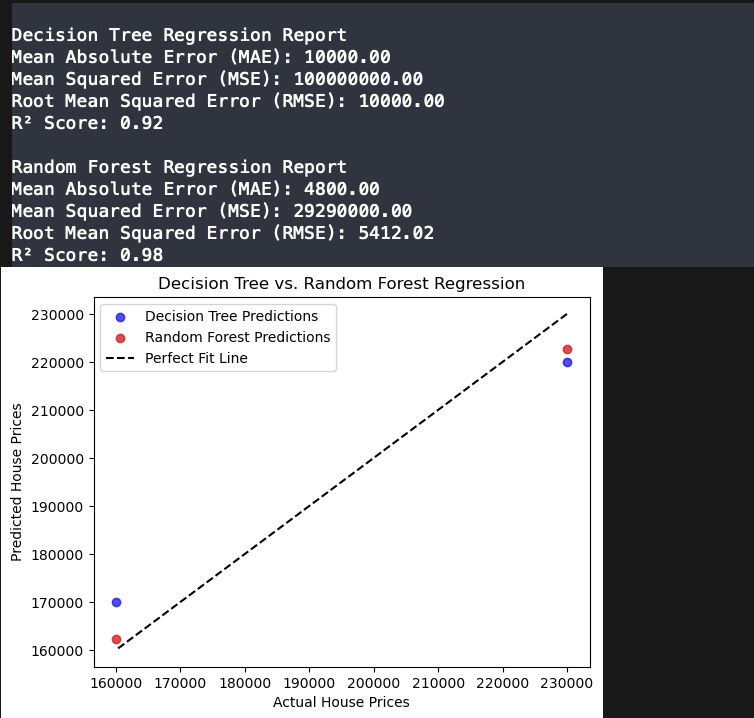 Decision Tree Regression Report
Mean Absolute Error (MAE): 10000.00
Mean Squared Error (MSE): 100000000.00
Root Mean Squared Error (RMSE): 10000.00
R² Score: 0.92
Random Forest Regression Report
Mean Absolute Error (MAE): 4800.00
Mean Squared Error (MSE): 29290000.00
Root Mean Squared Error (RMSE): 5412.02
R² Score: 0.98
Decision Tree vs. Random Forest Regression
Decision Tree Predictions
Random Forest Predictions
Perfect Fit Line
Predicted House Prices
230000
220000
210000
200000
190000
180000
170000
160000
160000 170000 180000 190000 200000 210000 220000 230000
Actual House Prices